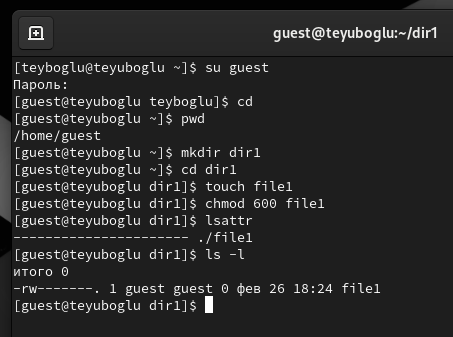 guest@teyuboglu:~/dir1
[teyboglu@teyuboglu ~]$ su guest
Пароль:
[guest@teyuboglu teyboglu]$ cd
[guest@teyuboglu ~]$ pwd
/home/guest
[guest@teyuboglu ~]$ mkdir dir1
[guest@teyuboglu ~]$ cd dir1
[guest@teyuboglu dir1]$ touch file1
[guest@teyuboglu dir1]$ chmod 600 file1
[guest@teyuboglu dir1]$ lsattr
---------------------- ./file1
[guest@teyuboglu dir1]$ ls -l
итого 0
-rw-------. 1 guest guest 0 фев 26 18:24 file1
[guest@teyuboglu dir1]$